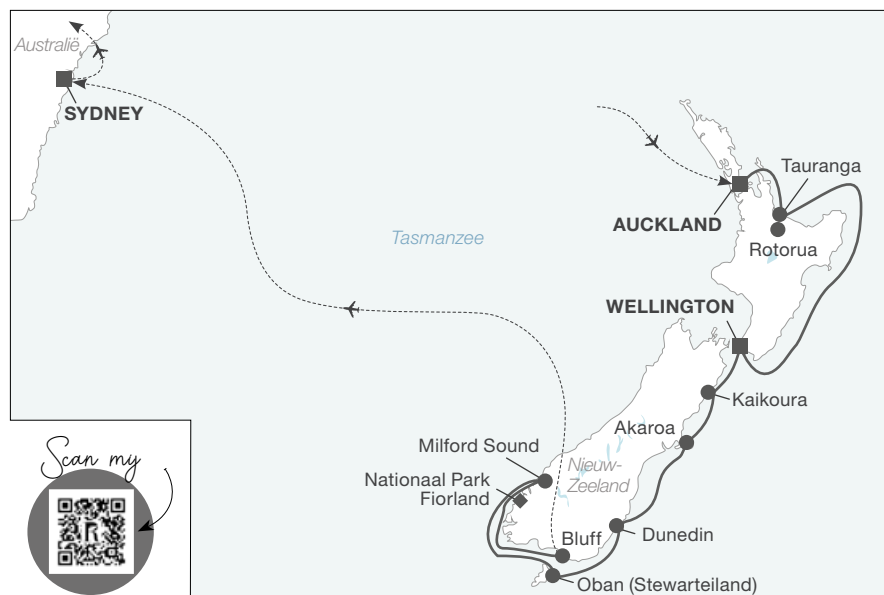 Australië
SYDNEY
Tasmanzee
Tauranga
AUCKLAND
Rotorua
WELLINGTON
Kaikoura
Akaroa
Milford Sound
Nieuw-
Zeeland
Nationaal Park
Fiorland
Bluff
Dunedin
Oban (Stewarteiland)
Scan my
R